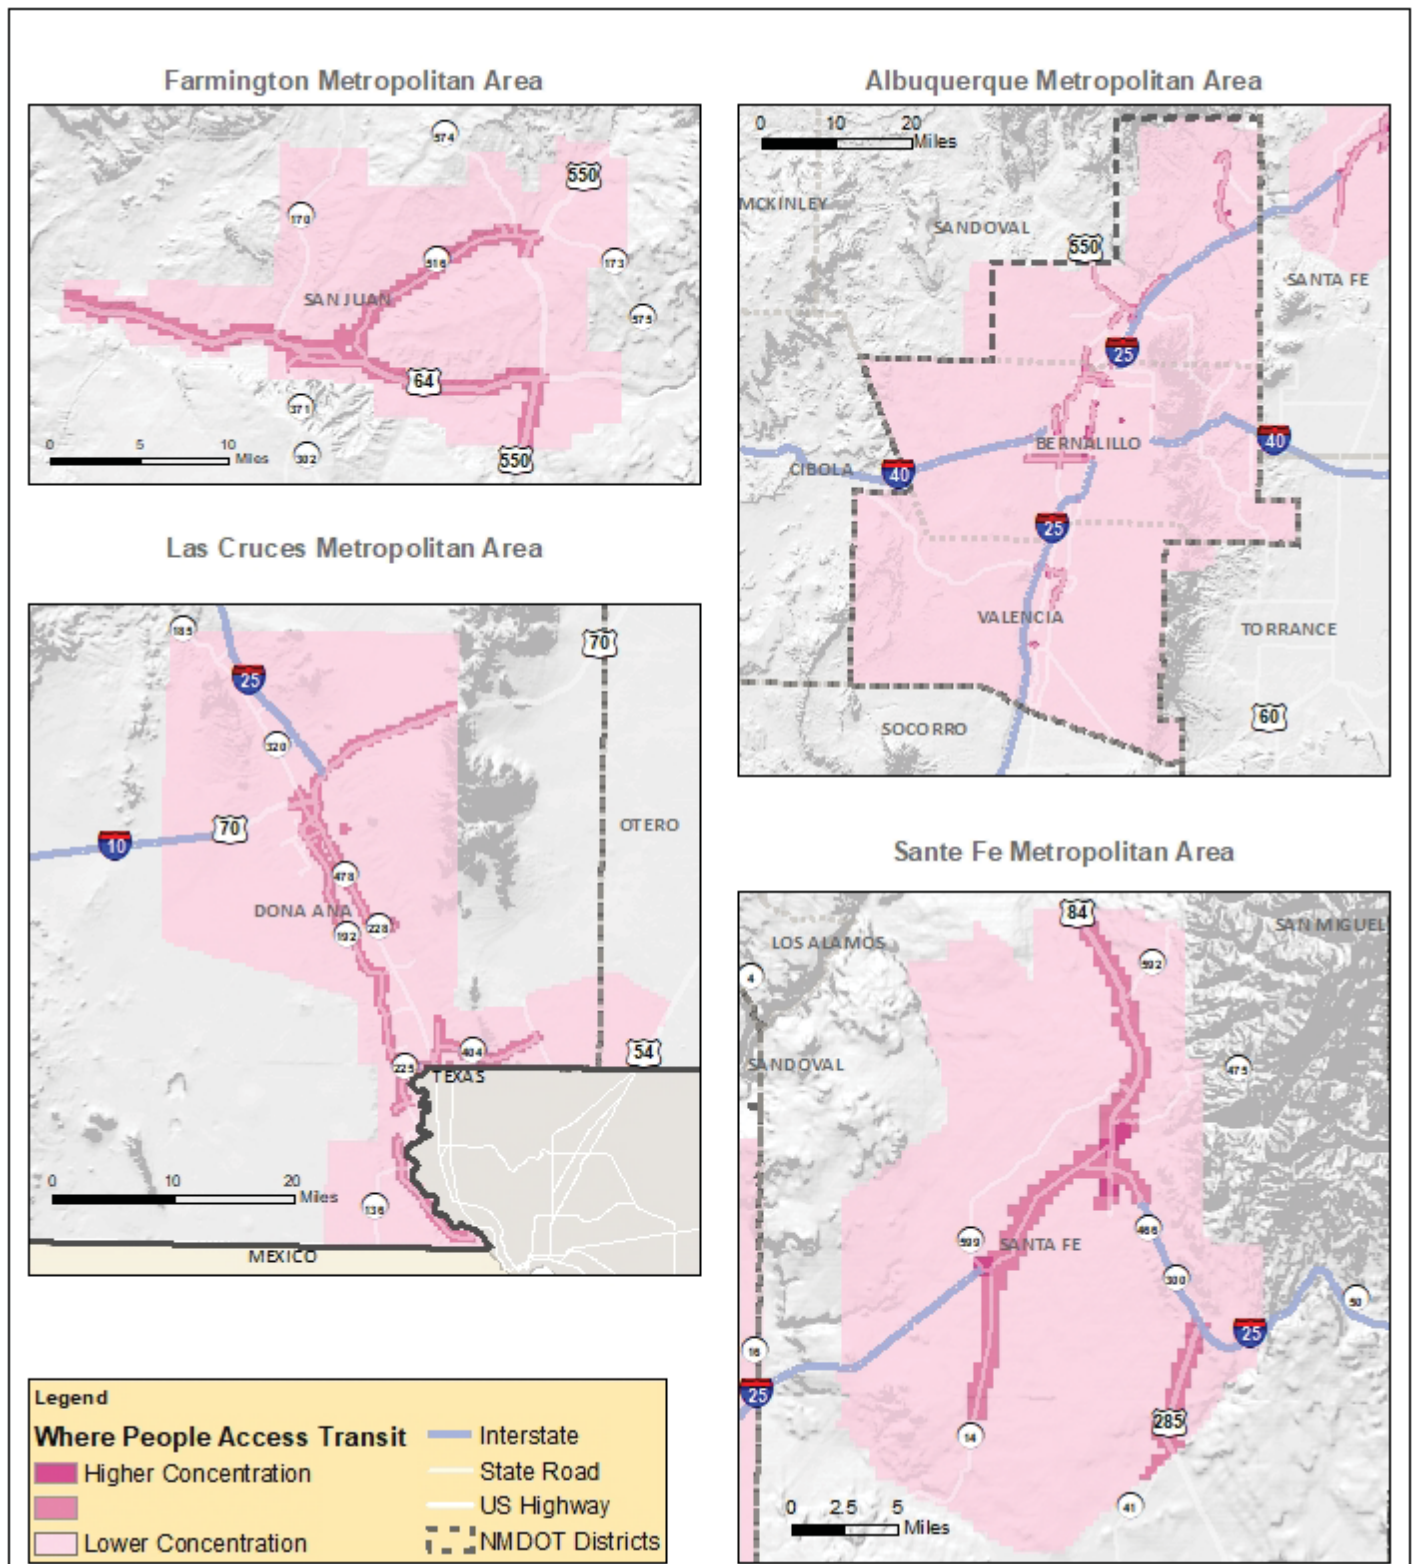 Farmington Metropolitan Area
574
550
170
516
173
SAN JUAN
575
64
371
0 5 10
Miles
302
550
Albuquerque Metropolitan Area
0 10 20
Miles
MCKINLEY
SANDOVAL
550
SANTA FE
25
BERNALILLO
40
CIBOLA
40
25
VALENCIA
TORRANCE
60
SOCORRO
Las Cruces Metropolitan Area
185
70
25
320
OTERO
70
10
478
DONA ANA
228
192
404
54
225
TEXAS
0 10 20
Miles
136
MEXICO
Sante Fe Metropolitan Area
84
SAN MIGUEL
LOS ALAMOS
592
4
SANDOVAL
475
466
599
SANTA FE
300
50
25
16
25
285
14
0 2.5 5
Miles
41
Legend
Where People Access Transit
Higher Concentration
Lower Concentration
Interstate
State Road
US Highway
NMDOT Districts